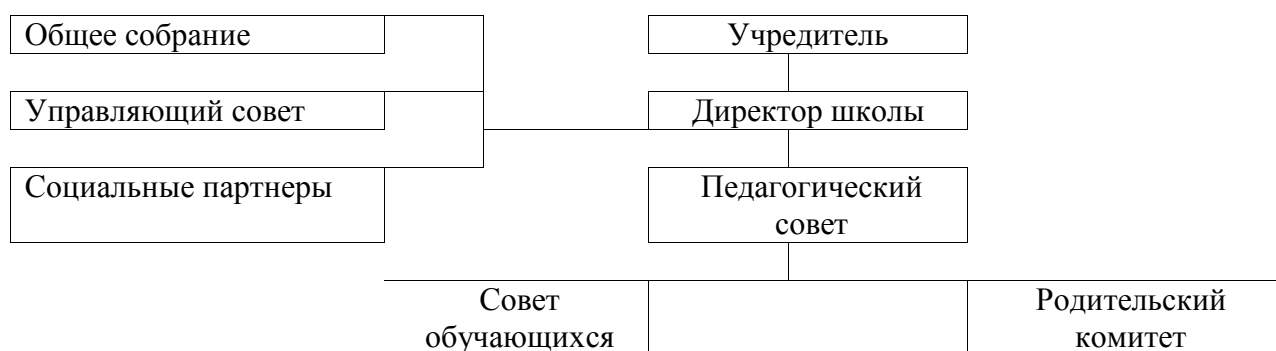 Общее собрание
Учредитель
Управляющий совет
Директор школы
Социальные партнеры
Педагогический
совет
Совет
обучающихся
Родительский
комитет